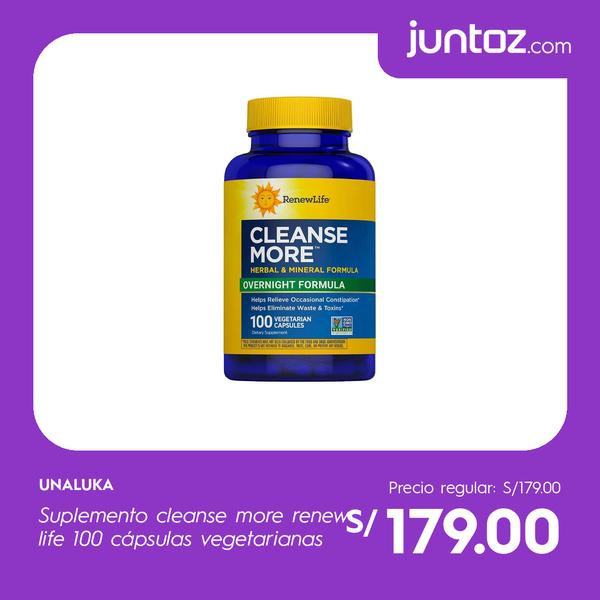 juntoz.com
RenewLife
CLEANSE
MORE™
HERBAL & MINERAL FORMULA
OVERNIGHT FORMULA
Helps Relieve Occasional Constipation*
Helps Eliminate Waste & Toxins*
100 VEGETARIAN CAPSULES
Dietary Supplement
UNALUKA
Precio regular: S/179.00
Suplemento cleanse more renew
life 100 cápsulas vegetarianas
S/ 179.00